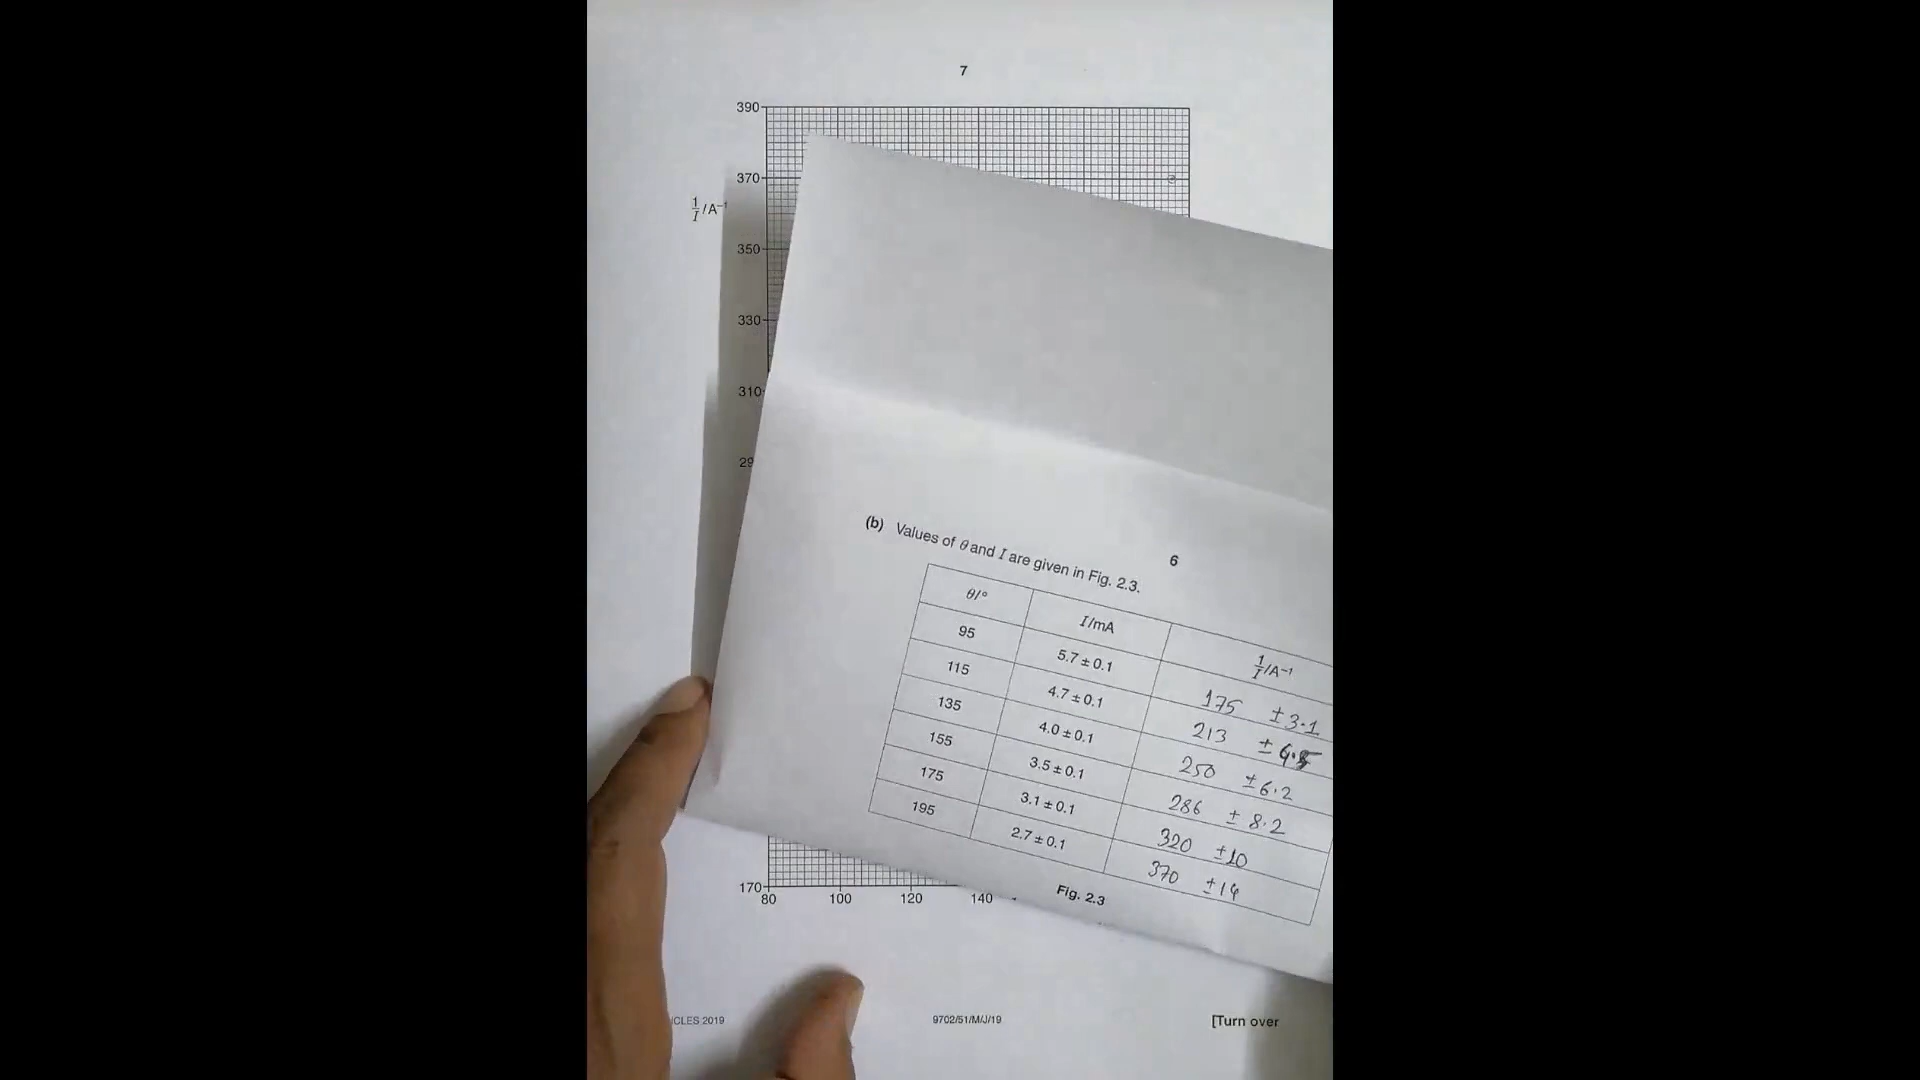 7
390
370
1/I /A⁻¹
350
330
310
29
6
(b) Values of θ and I are given in Fig. 2.3.
θ/° I/mA 1/I /A⁻¹
95 5.7 ± 0.1 175 ± 3.1
115 4.7 ± 0.1 213 ±
135 4.0 ± 0.1 250 ± 6.2
155 3.5 ± 0.1 286 ± 8.2
175 3.1 ± 0.1 320 ± 10
195 2.7 ± 0.1 370 ± 14
Fig. 2.3
170
80 100 120 140
CLES 2019 9702/51/M/J/19 [Turn over